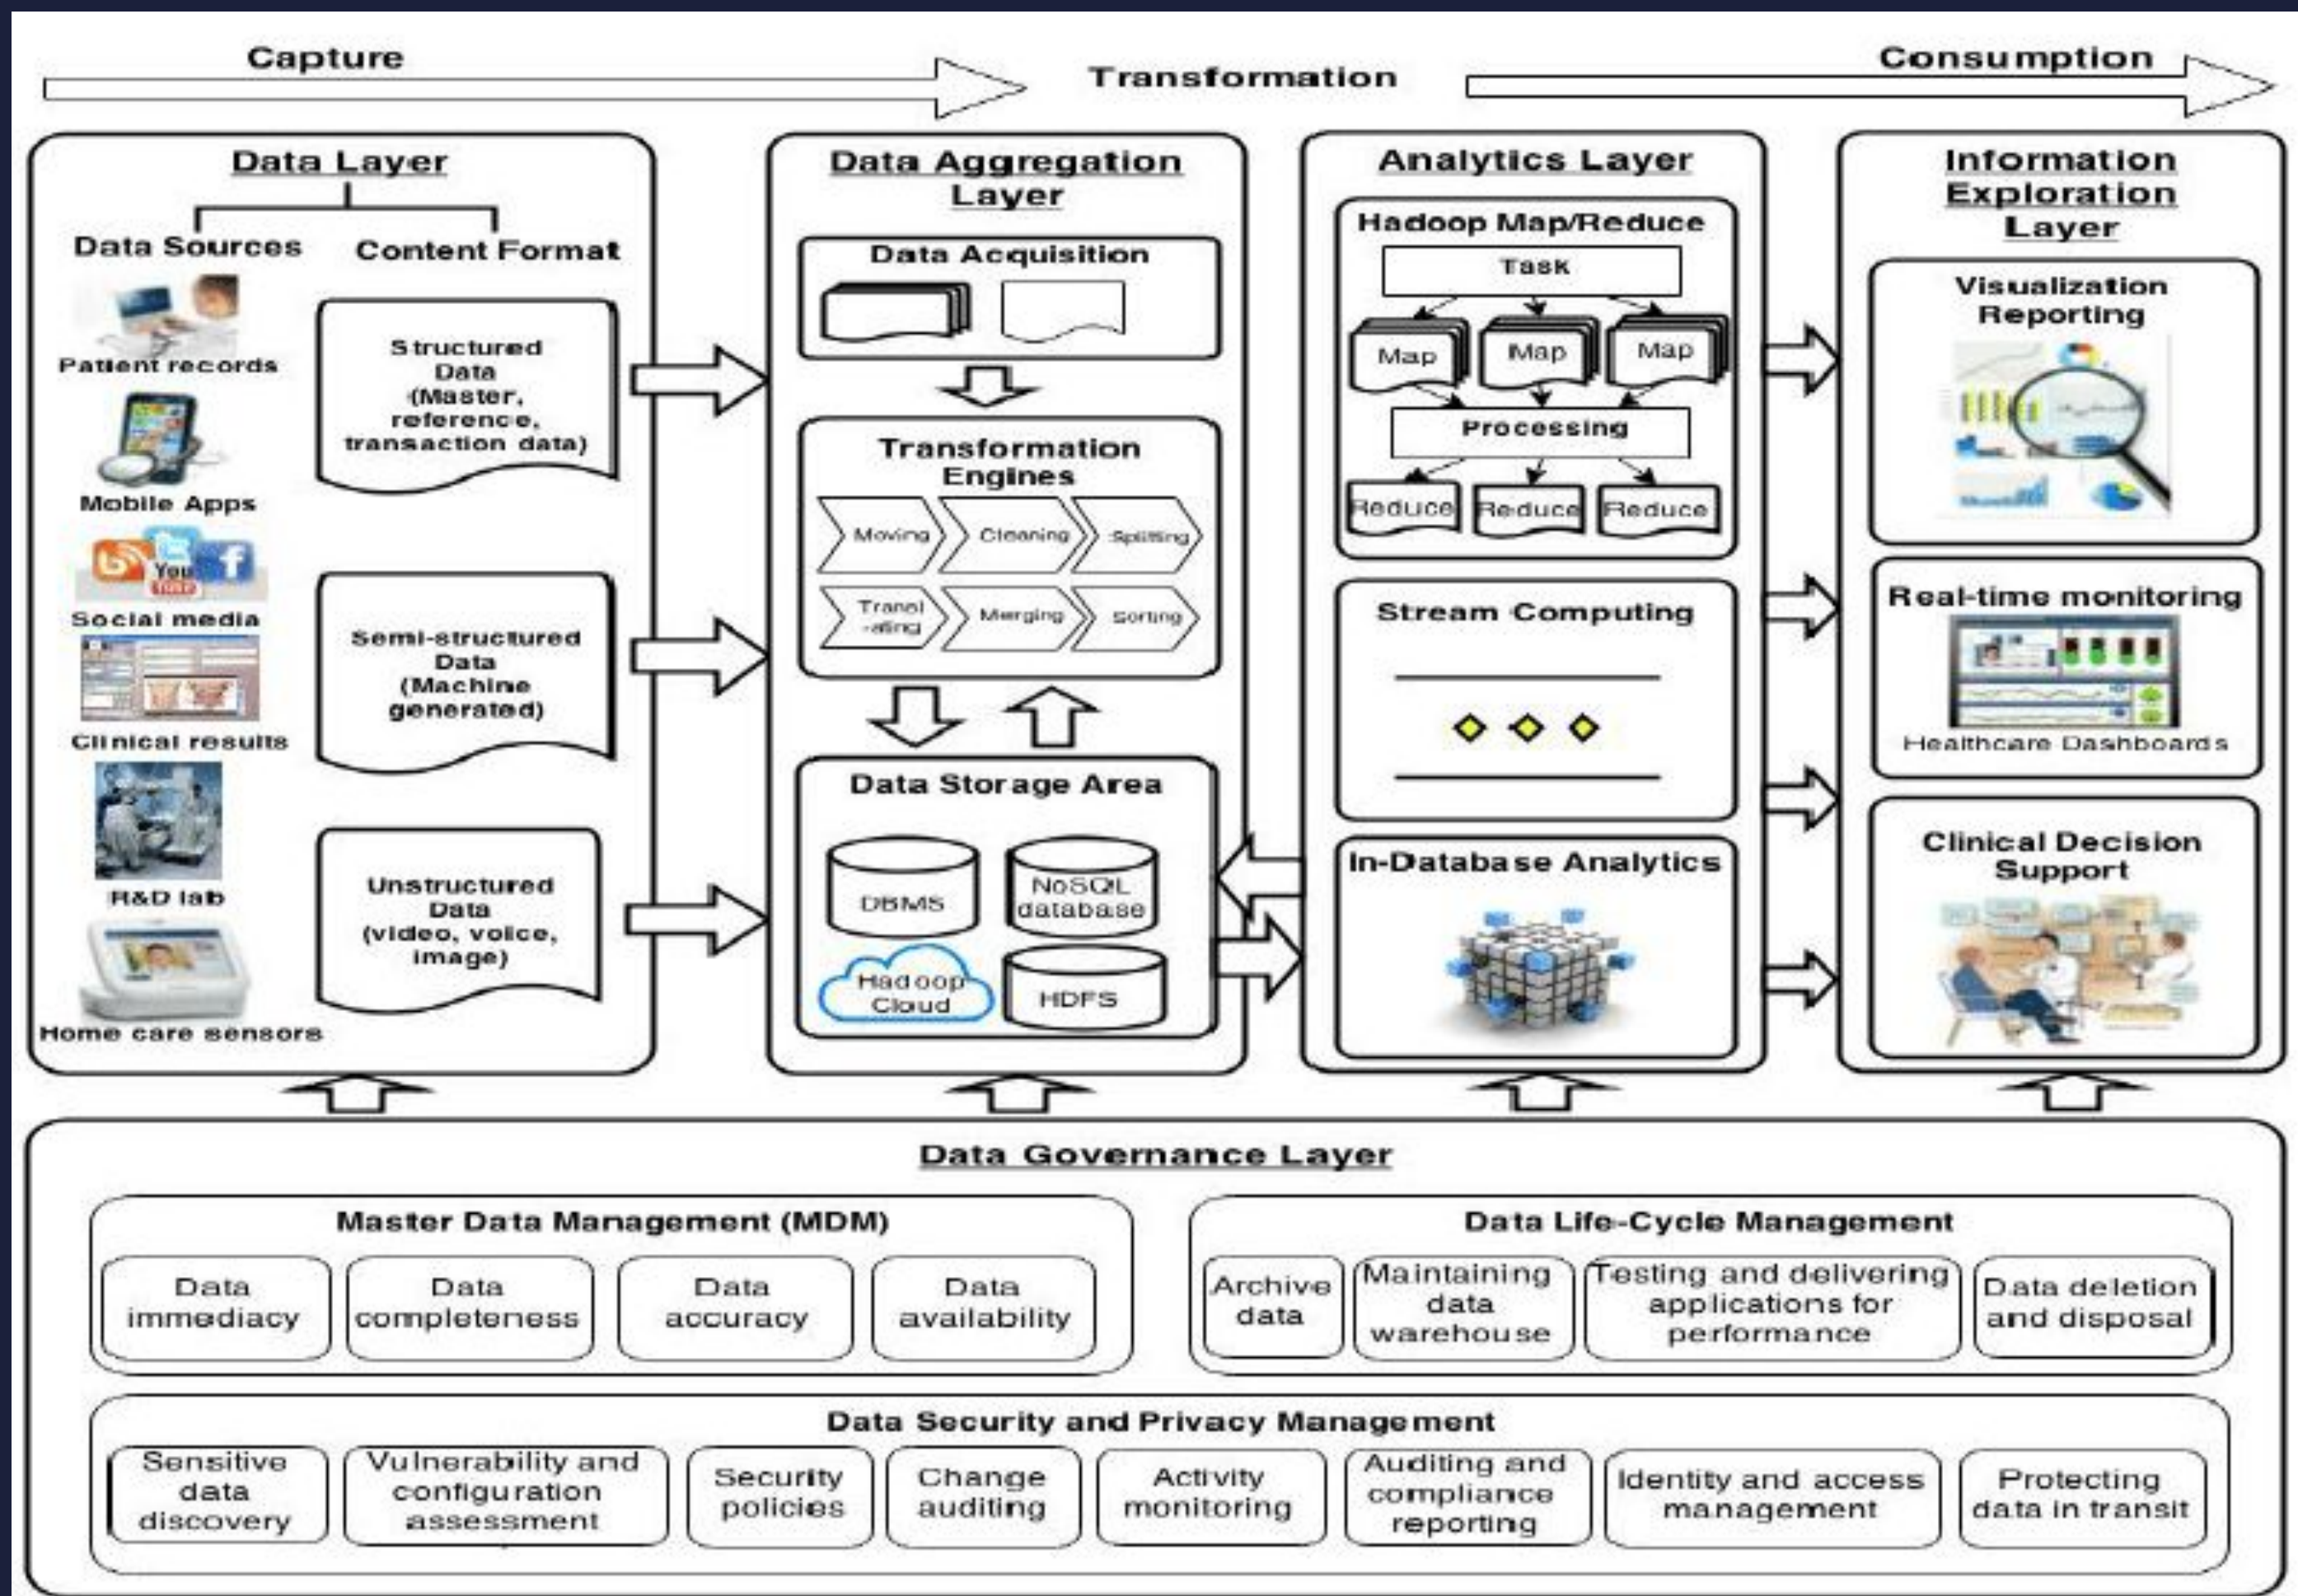 Capture
Transformation
Consumption
Data Layer
Data Sources
Content Format
Patient records
Mobile Apps
You
Tube
Social media
Clinical results
R&D lab
Home care sensors
Structured
Data
(Master,
reference,
transaction data)
Semi-structured
Data
(Machine
generated)
Unstructured
Data
(video, voice,
image)
Data Aggregation
Layer
Data Acquisition
Transformation
Engines
Moving
Cleaning
Splitting
Transl
-ating
Merging
Sorting
Data Storage Area
DBMS
NoSQL
database
Hadoop
Cloud
HDFS
Analytics Layer
Hadoop Map/Reduce
Task
Map
Map
Map
Processing
Reduce
Reduce
Reduce
Stream Computing
In-Database Analytics
Information
Exploration
Layer
Visualization
Reporting
Real-time monitoring
Healthcare Dashboards
Clinical Decision
Support
Data Governance Layer
Master Data Management (MDM)
Data
immediacy
Data
completeness
Data
accuracy
Data
availability
Data Life-Cycle Management
Archive
data
Maintaining
data
warehouse
Testing and delivering
applications for
performance
Data deletion
and disposal
Data Security and Privacy Management
Sensitive
data
discovery
Vulnerability and
configuration
assessment
Security
policies
Change
auditing
Activity
monitoring
Auditing and
compliance
reporting
Identity and access
management
Protecting
data in transit